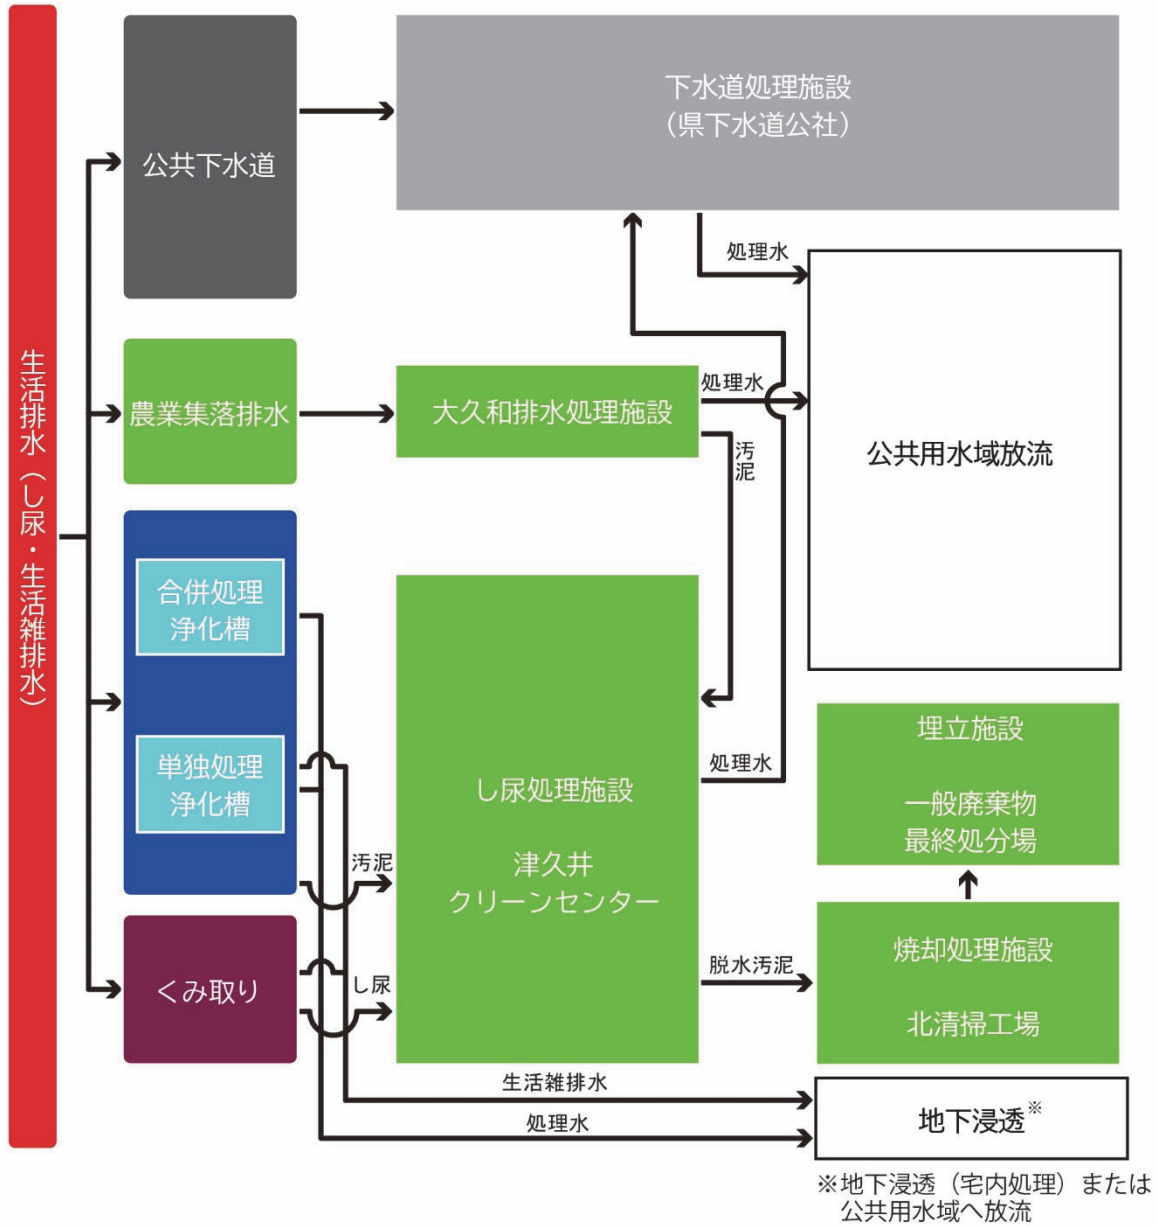 生活排水（し尿・生活雑排水）
公共下水道
下水道処理施設
（県下水道公社）
処理水
農業集落排水
大久和排水処理施設
処理水
汚泥
公共用水域放流
合併処理
浄化槽
単独処理
浄化槽
汚泥
し尿処理施設
津久井
クリーンセンター
処理水
埋立施設
一般廃棄物
最終処分場
くみ取り
し尿
脱水汚泥
焼却処理施設
北清掃工場
生活雑排水
処理水
地下浸透※
※地下浸透（宅内処理）または
公共用水域へ放流